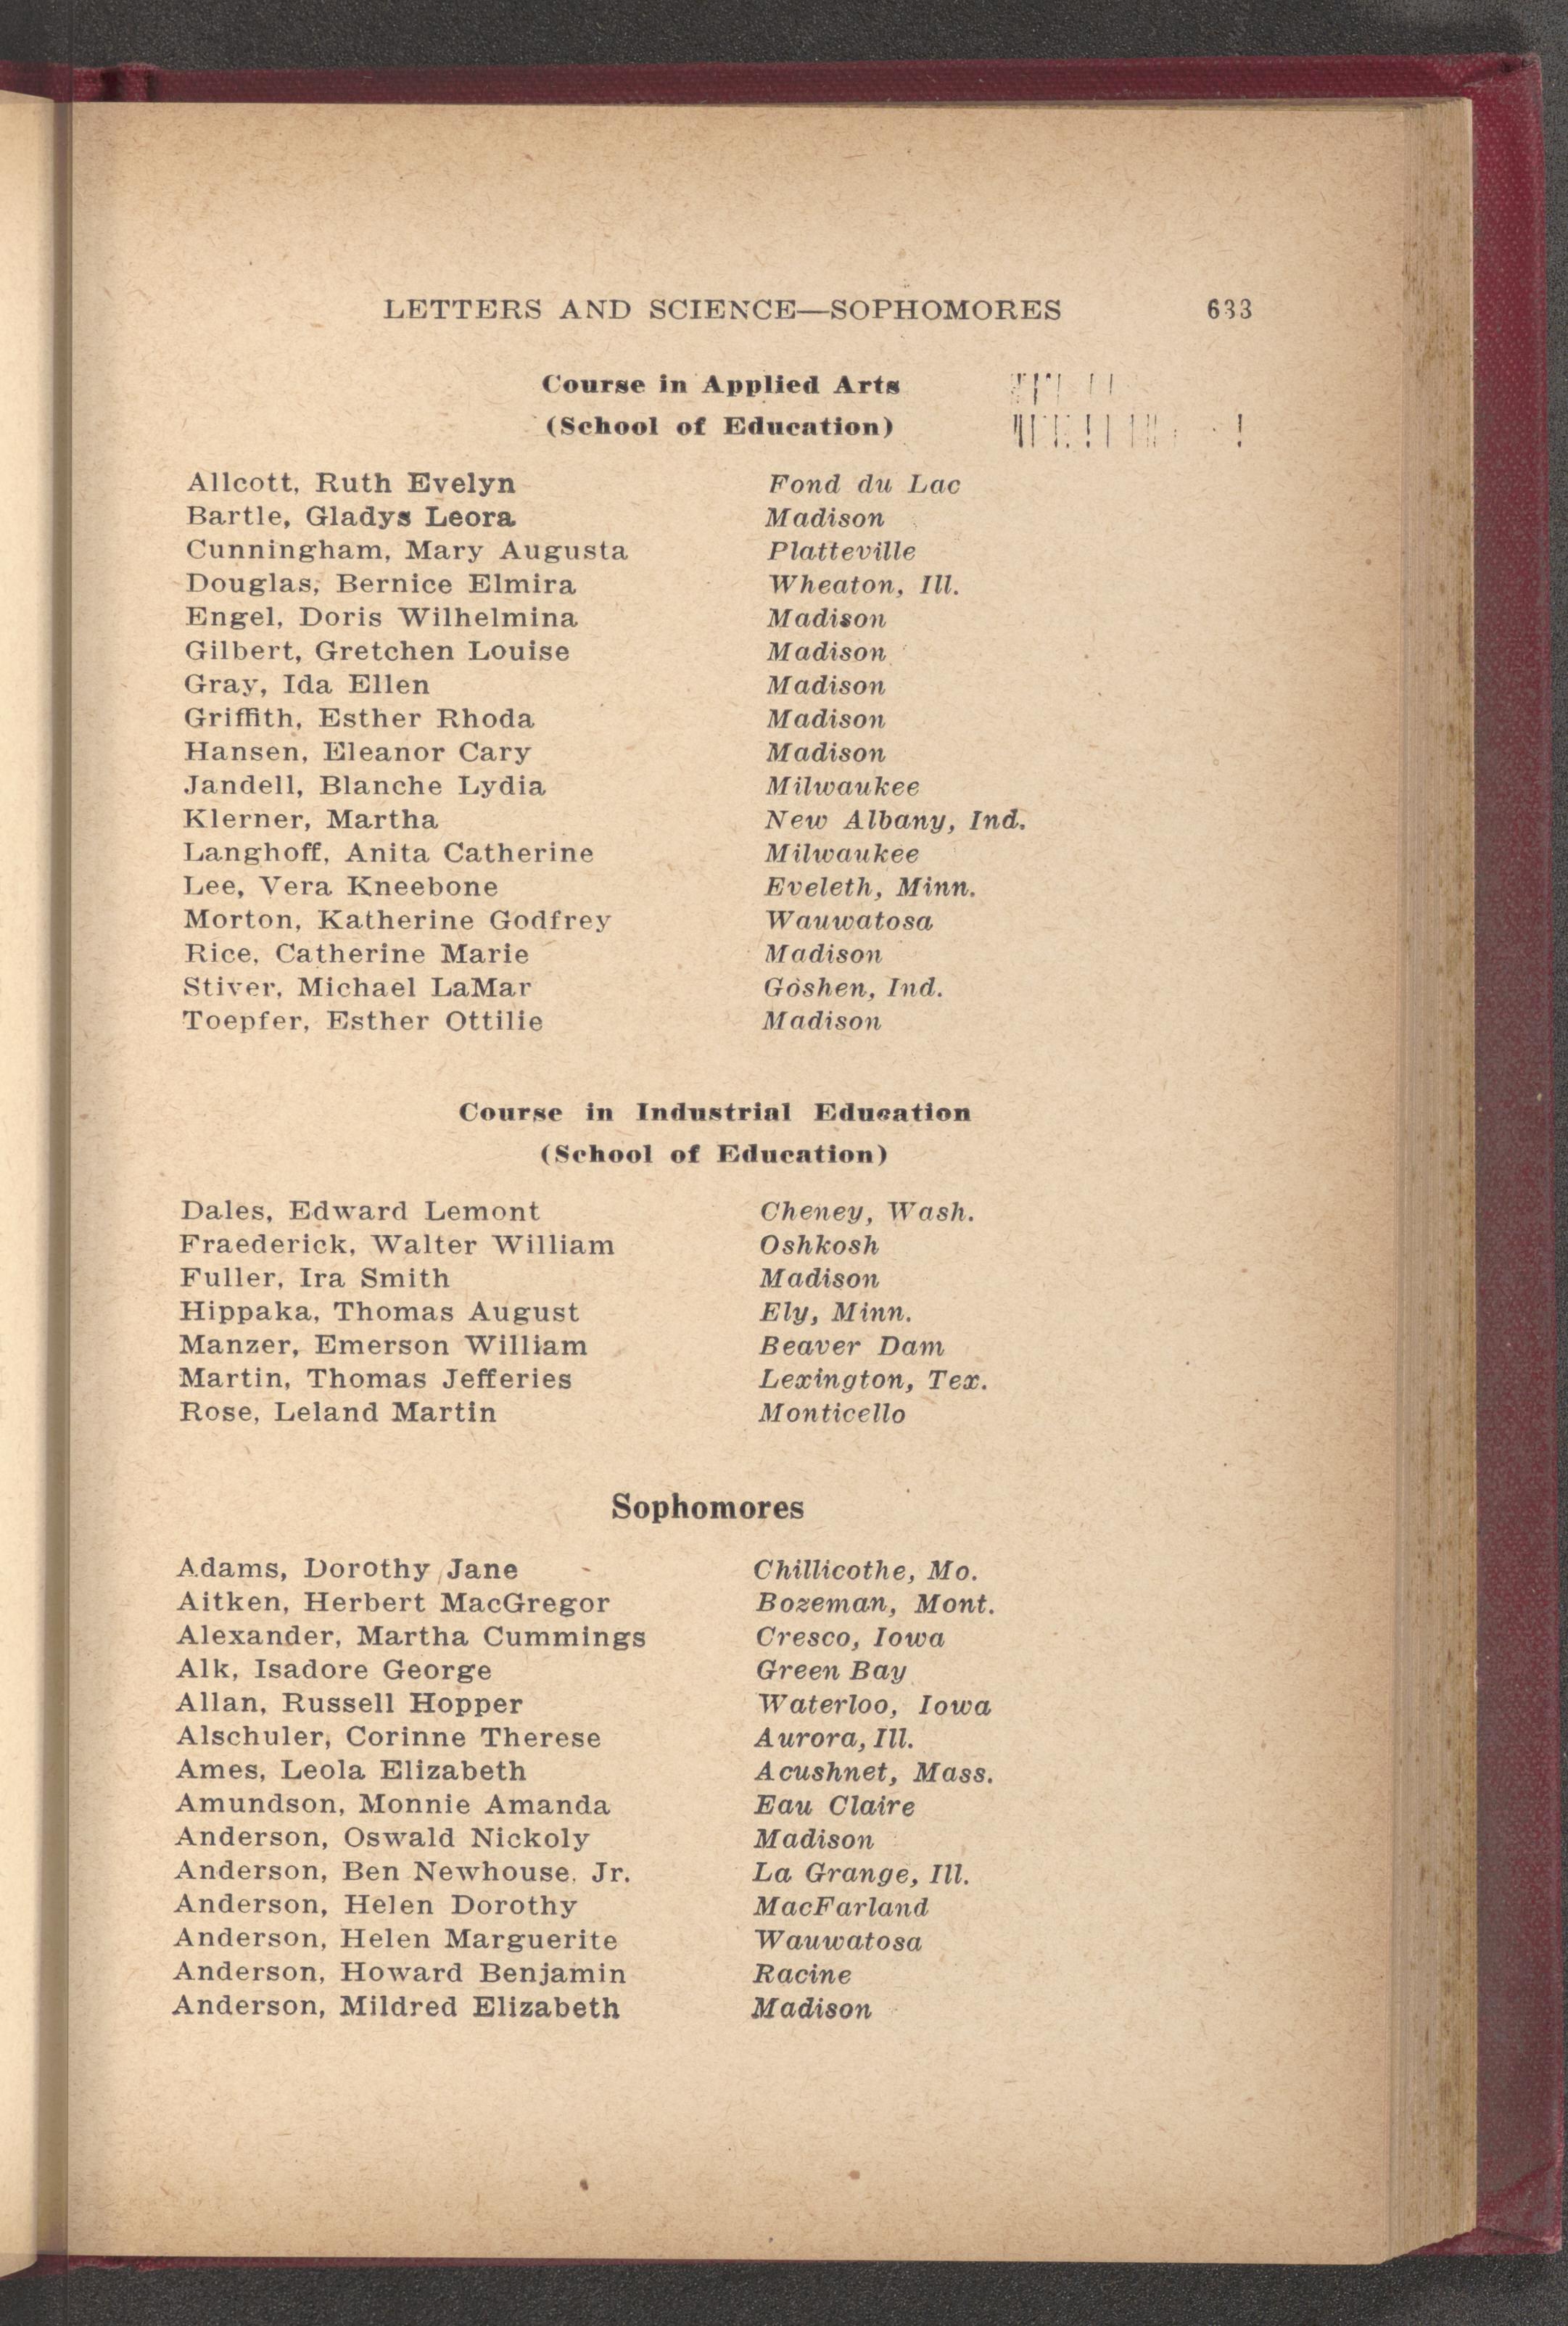 LETTERS AND SCIENCE—SOPHOMORES 633
Course in Applied Arts
(School of Education)
Allcott, Ruth Evelyn Fond du Lac
Bartle, Gladys Leora Madison
Cunningham, Mary Augusta Platteville
Douglas, Bernice Elmira Wheaton, Ill.
Engel, Doris Wilhelmina Madison
Gilbert, Gretchen Louise Madison
Gray, Ida Ellen Madison
Griffith, Esther Rhoda Madison
Hansen, Eleanor Cary Madison
Jandell, Blanche Lydia Milwaukee
Klerner, Martha New Albany, Ind.
Langhoff, Anita Catherine Milwaukee
Lee, Vera Kneebone Eveleth, Minn.
Morton, Katherine Godfrey Wauwatosa
Rice, Catherine Marie Madison
Stiver, Michael LaMar Goshen, Ind.
Toepfer, Esther Ottilie Madison
Course in Industrial Education
(School of Education)
Dales, Edward Lemont Cheney, Wash.
Fraederick, Walter William Oshkosh
Fuller, Ira Smith Madison
Hippaka, Thomas August Ely, Minn.
Manzer, Emerson William Beaver Dam
Martin, Thomas Jefferies Lexington, Tex.
Rose, Leland Martin Monticello
Sophomores
Adams, Dorothy Jane Chillicothe, Mo.
Aitken, Herbert MacGregor Bozeman, Mont.
Alexander, Martha Cummings Cresco, Iowa
Alk, Isadore George Green Bay
Allan, Russell Hopper Waterloo, Iowa
Alschuler, Corinne Therese Aurora, Ill.
Ames, Leola Elizabeth Acushnet, Mass.
Amundson, Monnie Amanda Eau Claire
Anderson, Oswald Nickoly Madison
Anderson, Ben Newhouse, Jr. La Grange, Ill.
Anderson, Helen Dorothy MacFarland
Anderson, Helen Marguerite Wauwatosa
Anderson, Howard Benjamin Racine
Anderson, Mildred Elizabeth Madison